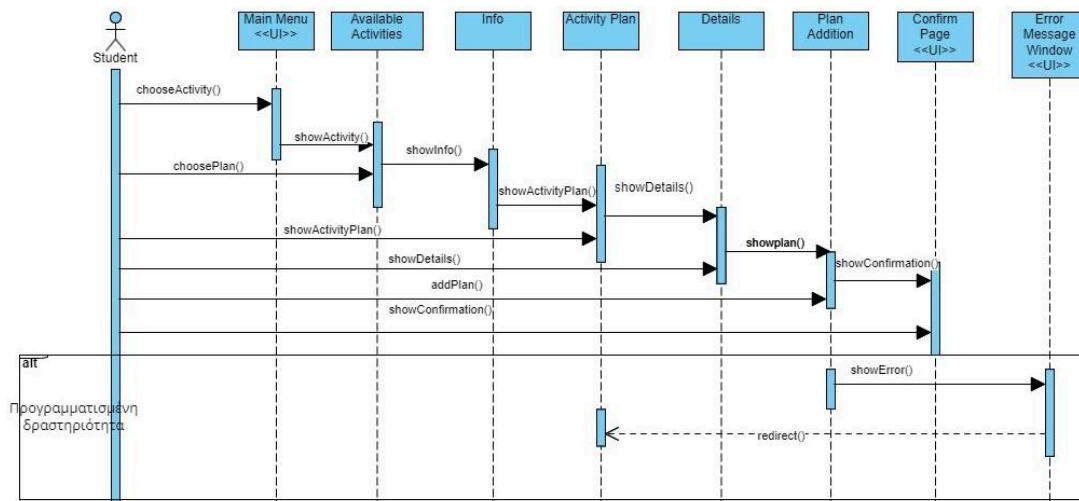 Student
Main Menu
<<UI>>
Available
Activities
Info
Activity Plan
Details
Plan
Addition
Confirm
Page
<<UI>>
Error
Message
Window
<<UI>>
chooseActivity()
showActivity()
showInfo()
choosePlan()
showActivityPlan()
showDetails()
showActivityPlan()
showplan()
showDetails()
showConfirmation()
addPlan()
showConfirmation()
alt
showError()
Προγραμματισμένη
δραστηριότητα
redirect()